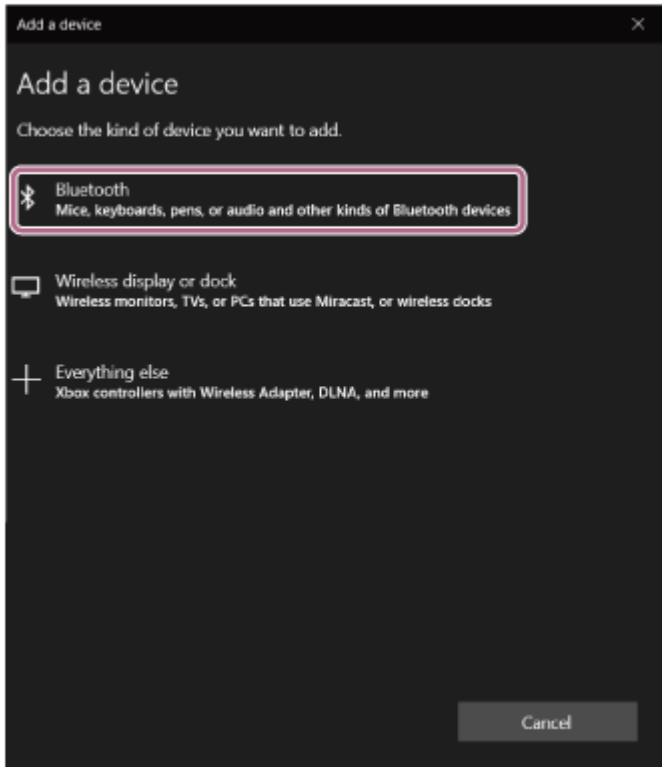 Add a device
Add a device
Choose the kind of device you want to add.
Bluetooth
Mice, keyboards, pens, or audio and other kinds of Bluetooth devices
Wireless display or dock
Wireless monitors, TVs, or PCs that use Miracast, or wireless docks
Everything else
Xbox controllers with Wireless Adapter, DLNA, and more
Cancel